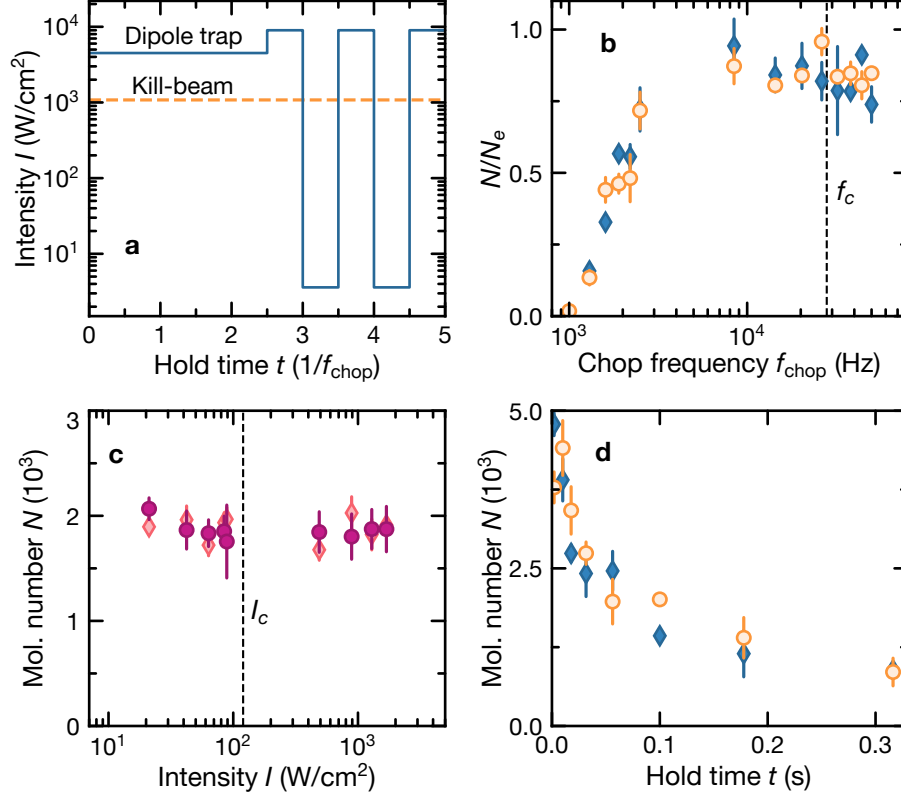 10⁴
10³
10²
10¹
Intensity I (W/cm²)
Dipole trap
Kill-beam
a
0 1 2 3 4 5
Hold time t (1/f_chop)
1.0
0.5
0.0
N/N_e
b
f_c
10³ 10⁴
Chop frequency f_chop (Hz)
3
2
1
0
Mol. number N (10³)
c
I_c
10¹ 10² 10³
Intensity I (W/cm²)
5.0
2.5
0.0
Mol. number N (10³)
d
0.0 0.1 0.2 0.3
Hold time t (s)